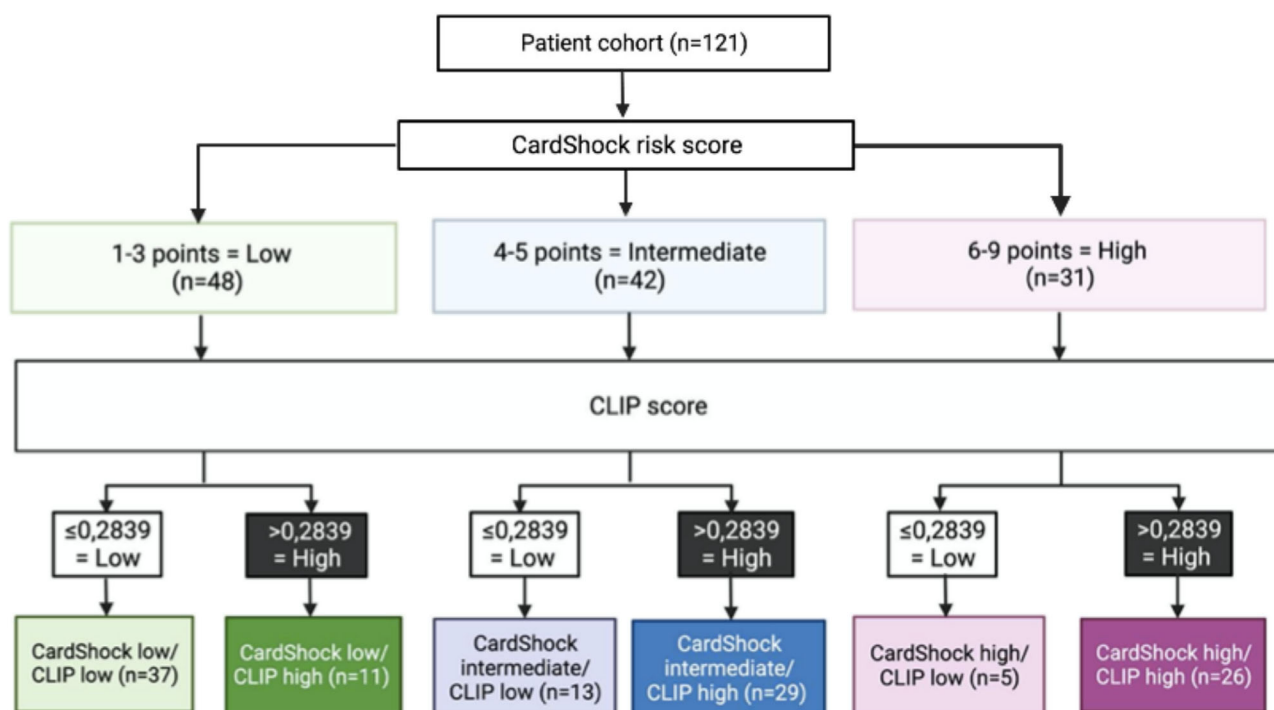 Patient cohort (n=121)
CardShock risk score
1-3 points = Low
(n=48)
4-5 points = Intermediate
(n=42)
6-9 points = High
(n=31)
CLIP score
≤0,2839
= Low
>0,2839
= High
≤0,2839
= Low
>0,2839
= High
≤0,2839
= Low
>0,2839
= High
CardShock low/
CLIP low (n=37)
CardShock low/
CLIP high (n=11)
CardShock
intermediate/
CLIP low (n=13)
CardShock
intermediate/
CLIP high (n=29)
CardShock high/
CLIP low (n=5)
CardShock high/
CLIP high (n=26)